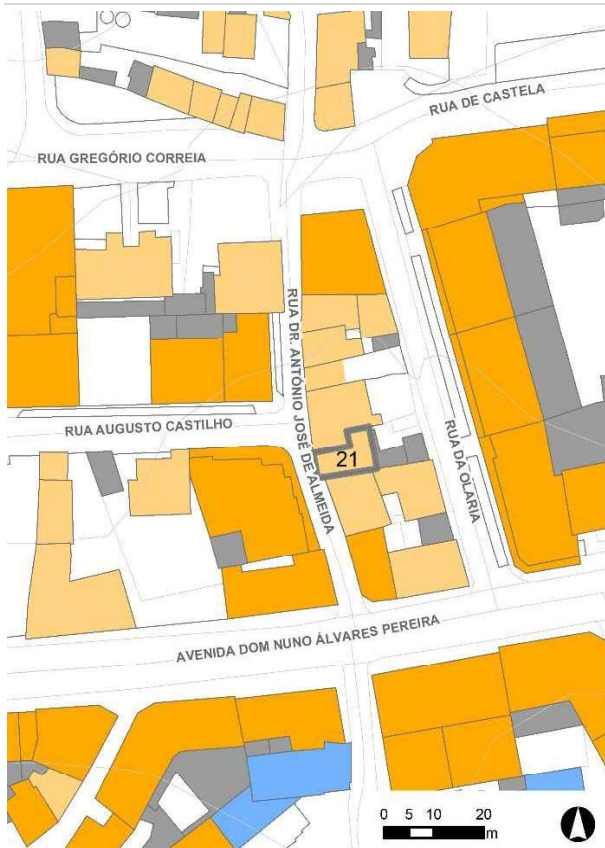 RUA DE CASTELA
RUA GREGÓRIO CORREIA
RUA DR. ANTÓNIO JOSÉ DE ALMEIDA
RUA AUGUSTO CASTILHO
RUA DA OLARIA
21
AVENIDA DOM NUNO ÁLVARES PEREIRA
0 5 10 20
m